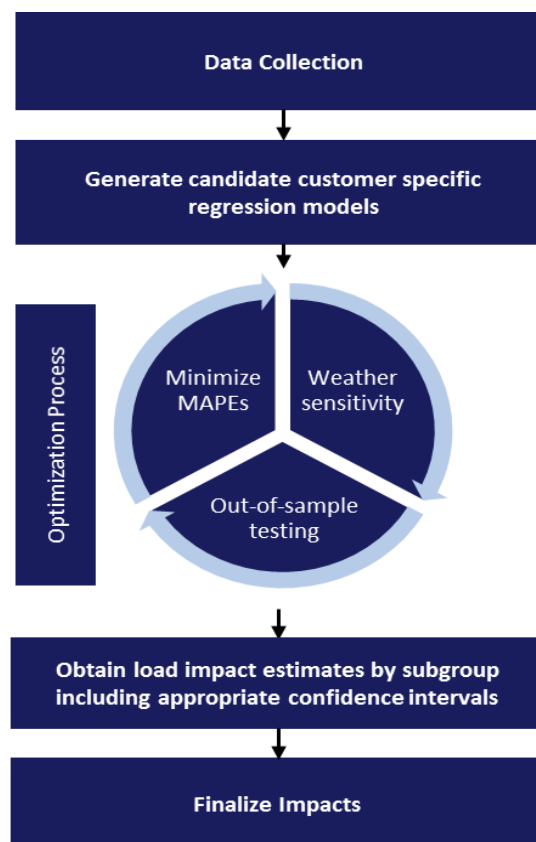 Data Collection
Generate candidate customer specific
regression models
Optimization Process
Minimize
MAPEs
Weather
sensitivity
Out-of-sample
testing
Obtain load impact estimates by subgroup
including appropriate confidence intervals
Finalize Impacts